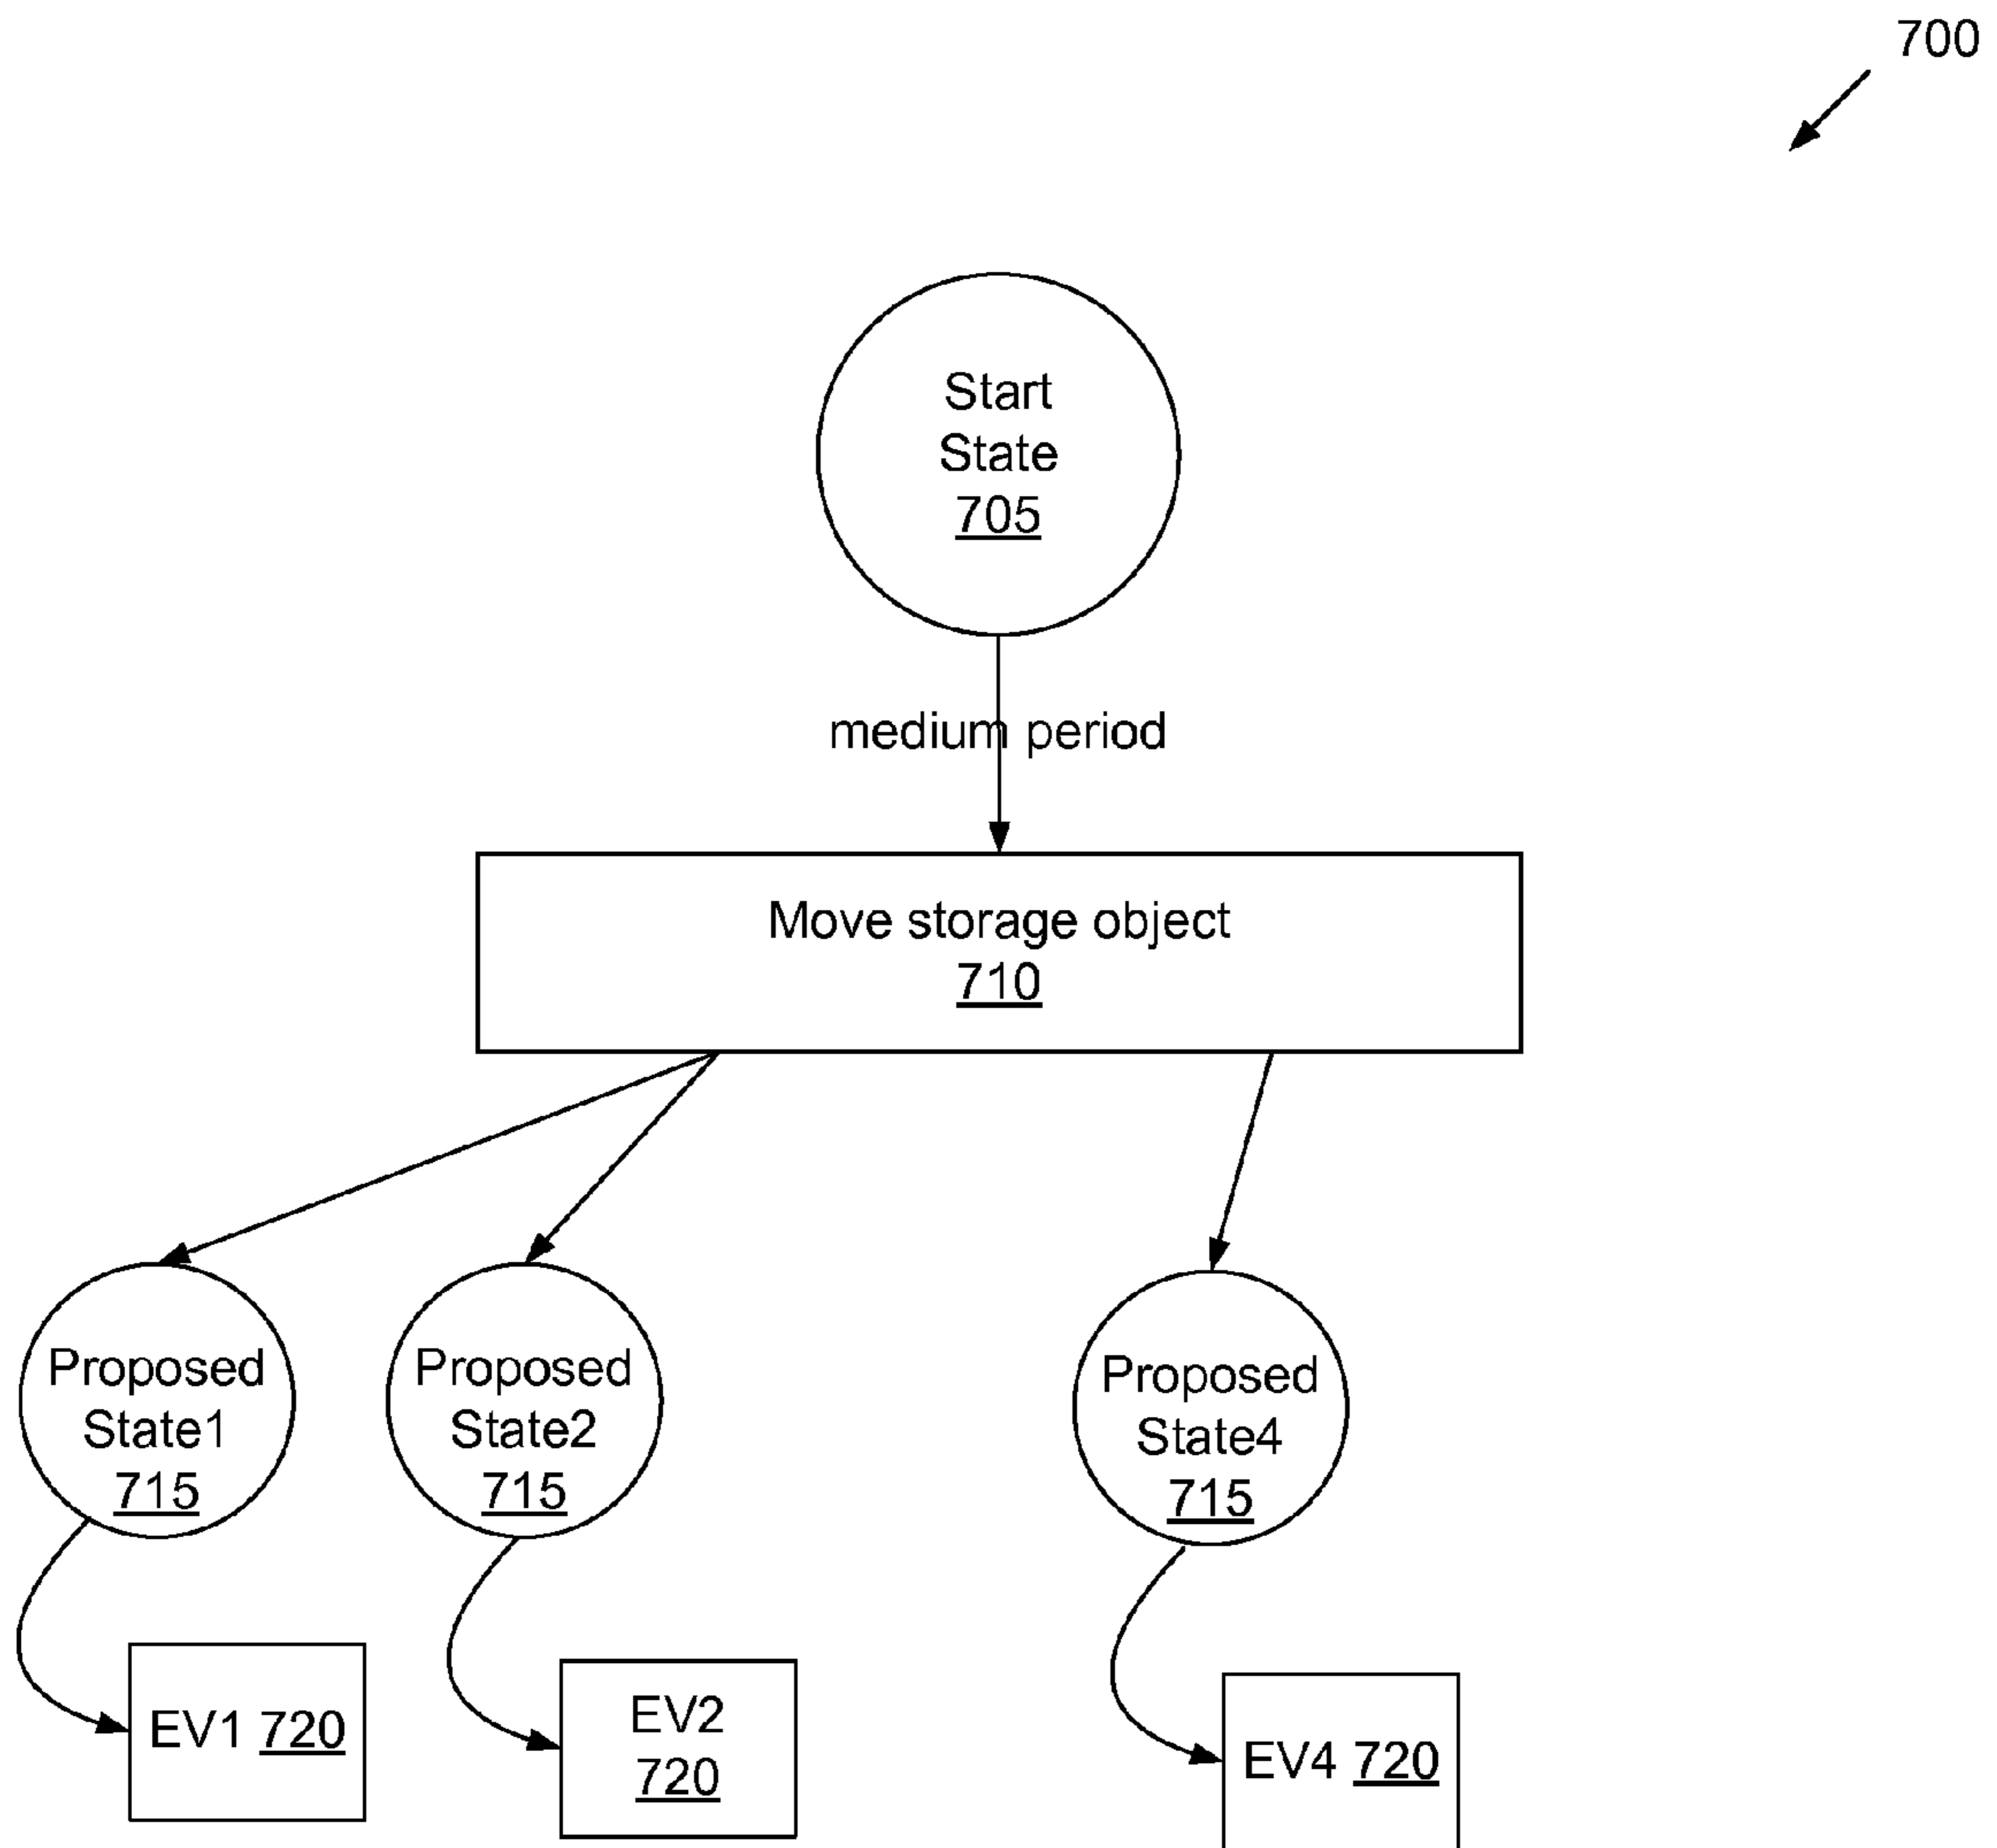 700
Start
State
705
medium period
Move storage object
710
Proposed
State1
715
Proposed
State2
715
Proposed
State4
715
EV1 720
EV2
720
EV4 720